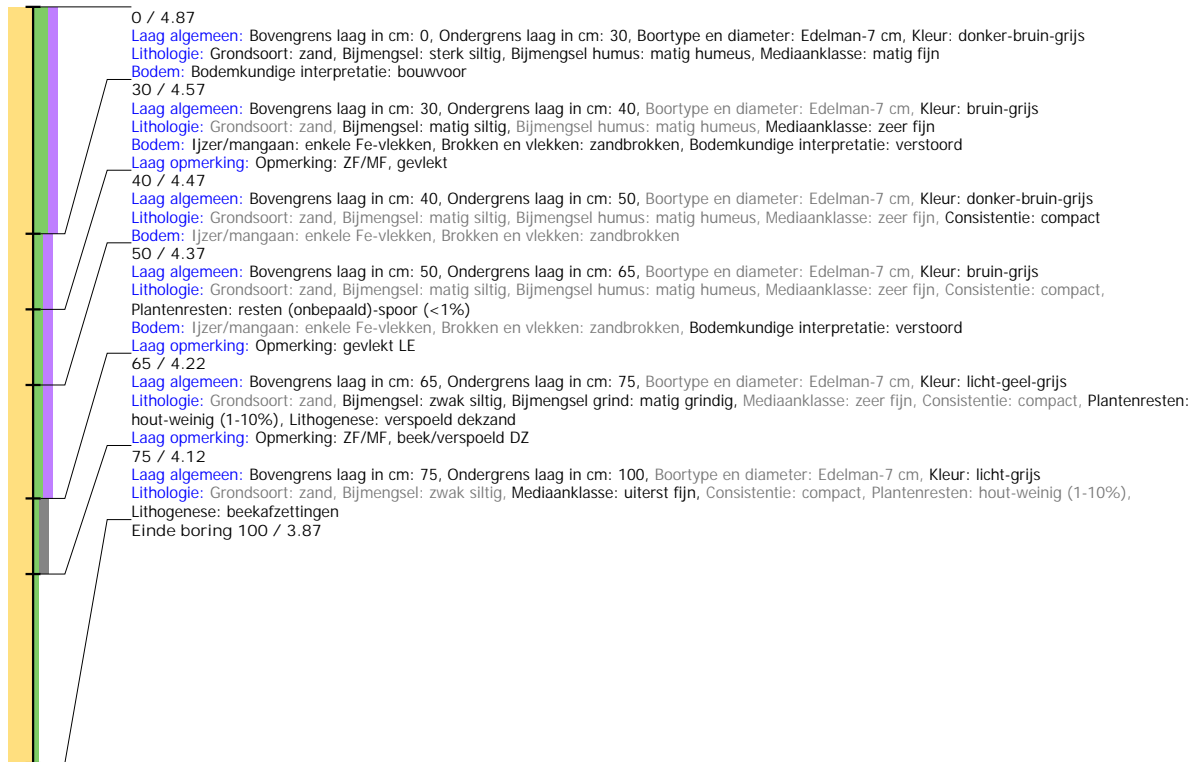 0 / 4.87
Laag algemeen: Bovengrens laag in cm: 0, Ondergrens laag in cm: 30, Boortype en diameter: Edelman-7 cm, Kleur: donker-bruin-grijs
Lithologie: Grondsoort: zand, Bijmengsel: sterk siltig, Bijmengsel humus: matig humeus, Mediaanklasse: matig fijn
Bodem: Bodemkundige interpretatie: bouwvoor
30 / 4.57
Laag algemeen: Bovengrens laag in cm: 30, Ondergrens laag in cm: 40, Boortype en diameter: Edelman-7 cm, Kleur: bruin-grijs
Lithologie: Grondsoort: zand, Bijmengsel: matig siltig, Bijmengsel humus: matig humeus, Mediaanklasse: zeer fijn
Bodem: Ijzer/mangaan: enkele Fe-vlekken, Brokken en vlekken: zandbrokken, Bodemkundige interpretatie: verstoord
Laag opmerking: Opmerking: ZF/MF, gevlekt
40 / 4.47
Laag algemeen: Bovengrens laag in cm: 40, Ondergrens laag in cm: 50, Boortype en diameter: Edelman-7 cm, Kleur: donker-bruin-grijs
Lithologie: Grondsoort: zand, Bijmengsel: matig siltig, Bijmengsel humus: matig humeus, Mediaanklasse: zeer fijn, Consistentie: compact
Bodem: Ijzer/mangaan: enkele Fe-vlekken, Brokken en vlekken: zandbrokken
50 / 4.37
Laag algemeen: Bovengrens laag in cm: 50, Ondergrens laag in cm: 65, Boortype en diameter: Edelman-7 cm, Kleur: bruin-grijs
Lithologie: Grondsoort: zand, Bijmengsel: matig siltig, Bijmengsel humus: matig humeus, Mediaanklasse: zeer fijn, Consistentie: compact,
Plantenresten: resten (onbepaald)-spoor (<1%)
Bodem: Ijzer/mangaan: enkele Fe-vlekken, Brokken en vlekken: zandbrokken, Bodemkundige interpretatie: verstoord
Laag opmerking: Opmerking: gevlekt LE
65 / 4.22
Laag algemeen: Bovengrens laag in cm: 65, Ondergrens laag in cm: 75, Boortype en diameter: Edelman-7 cm, Kleur: licht-geel-grijs
Lithologie: Grondsoort: zand, Bijmengsel: zwak siltig, Bijmengsel grind: matig grindig, Mediaanklasse: zeer fijn, Consistentie: compact, Plantenresten:
hout-weinig (1-10%), Lithogenese: verspoeld dekzand
Laag opmerking: Opmerking: ZF/MF, beek/verspoeld DZ
75 / 4.12
Laag algemeen: Bovengrens laag in cm: 75, Ondergrens laag in cm: 100, Boortype en diameter: Edelman-7 cm, Kleur: licht-grijs
Lithologie: Grondsoort: zand, Bijmengsel: zwak siltig, Mediaanklasse: uiterst fijn, Consistentie: compact, Plantenresten: hout-weinig (1-10%),
Lithogenese: beekafzettingen
Einde boring 100 / 3.87